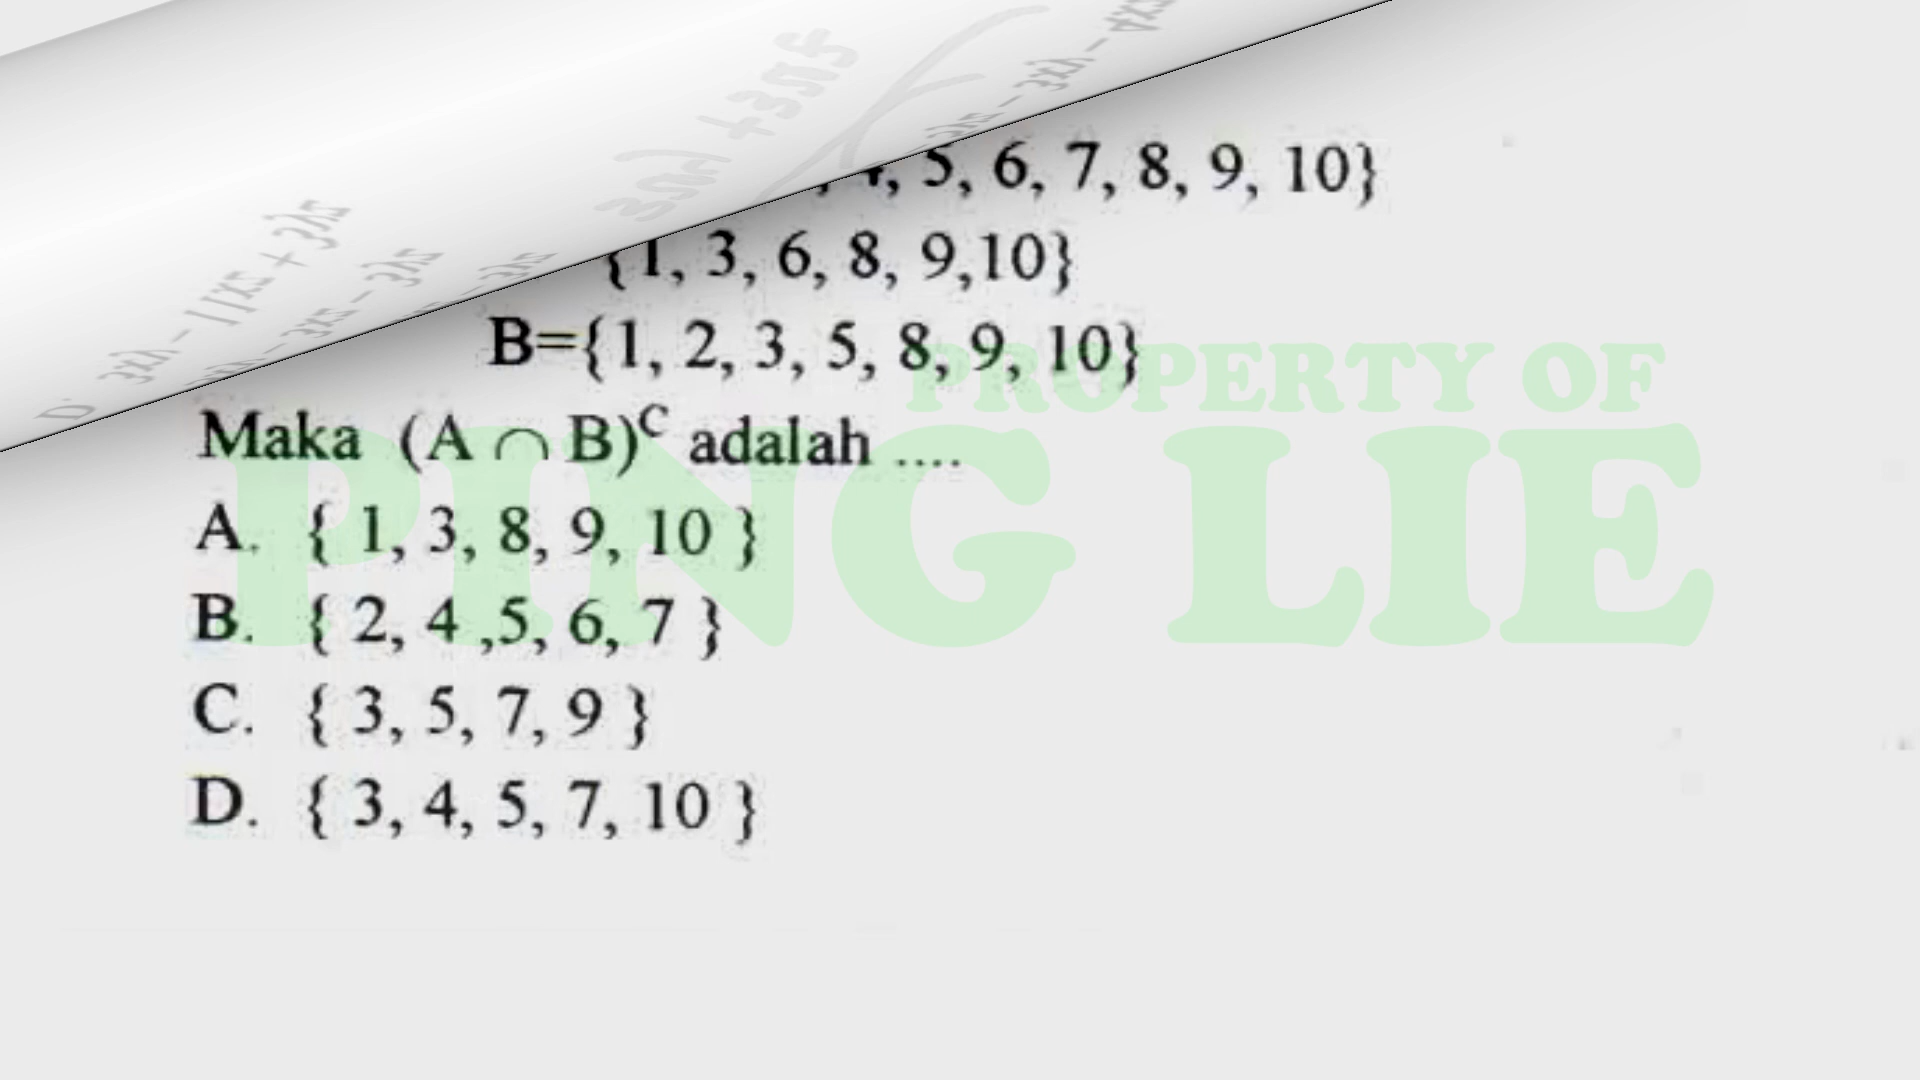 5, 6, 7, 8, 9, 10}
{1, 3, 6, 8, 9,10}
B={1, 2, 3, 5, 8, 9, 10}
PROPERTY OF
Maka (A ∩ B)ᶜ adalah ....
PING LIE
A. { 1, 3, 8, 9, 10 }
B. { 2, 4 ,5, 6, 7 }
C. { 3, 5, 7, 9 }
D. { 3, 4, 5, 7, 10 }